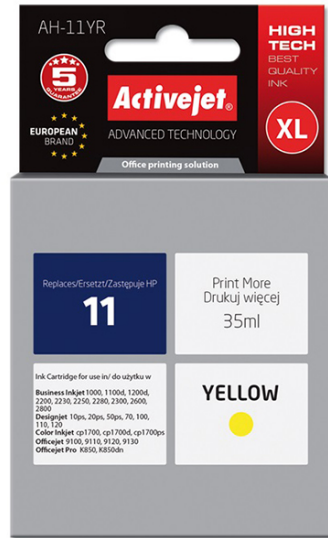 AH-11YR
HIGH
TECH
BEST
QUALITY
INK
5
YEARS
GUARANTEE
Activejet®
EUROPEAN
BRAND
ADVANCED TECHNOLOGY
XL
Office printing solution
Replaces/Ersetzt/Zastępuje HP
11
Print More
Drukuj więcej
35ml
Ink Cartridge for use in/ do użytku w
Business Inkjet 1000, 1100d, 1200d,
2200, 2230, 2250, 2280, 2300, 2600,
2800
Designjet 10ps, 20ps, 50ps, 70, 100,
110, 120
Color Inkjet cp1700, cp1700d, cp1700ps
Officejet 9100, 9110, 9120, 9130
Officejet Pro K850, K850dn
YELLOW